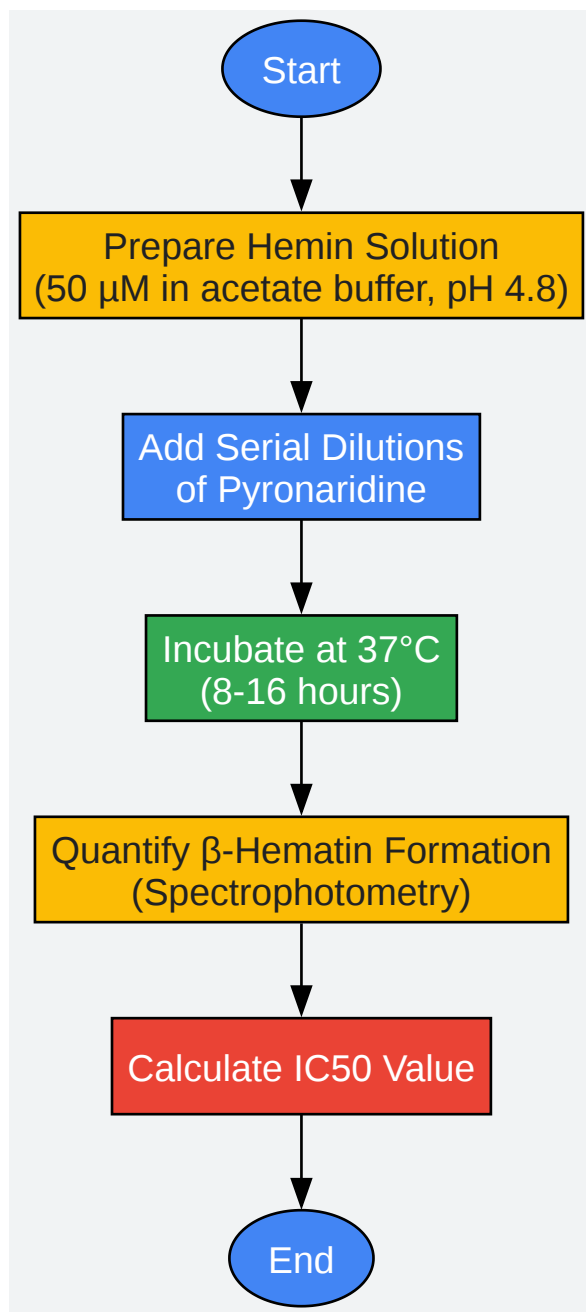 Start
Prepare Hemin Solution
(50 µM in acetate buffer, pH 4.8)
Add Serial Dilutions
of Pyronaridine
Incubate at 37°C
(8-16 hours)
Quantify β-Hematin Formation
(Spectrophotometry)
Calculate IC50 Value
End